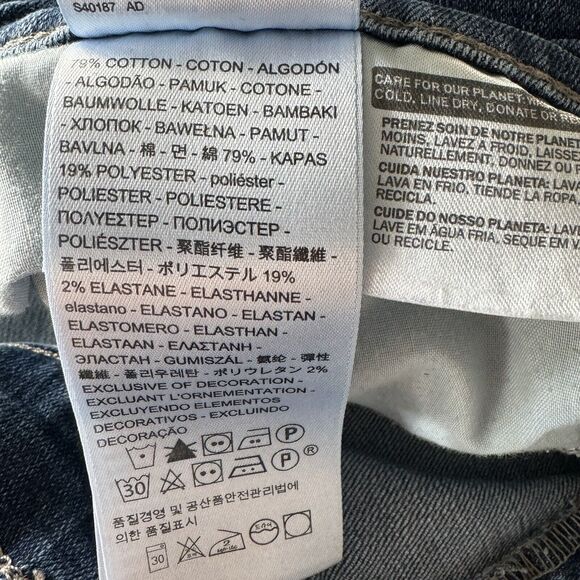 S40187 AD
79% COTTON - COTON - ALGODÓN
- ALGODÃO - PAMUK - COTONE -
BAUMWOLLE - KATOEN - BAMBAKI
- ХЛОПОК - BAWEŁNA - PAMUT -
BAVLNA - 棉 - 면 - 綿 79% - KAPAS
19% POLYESTER - poliéster -
POLIESTER - POLIESTERE -
ΠΟΛΥΕΣΤΕΡ - ПОЛИЭСТЕР -
POLIÉSZTER - 聚酯纤维 - 聚酯纖維 -
폴리에스터 - ポリエステル 19%
2% ELASTANE - ELASTHANNE -
elastano - ELASTANO - ELASTAN -
ELASTOMERO - ELASTHAN -
ELASTAAN - ΕΛΑΣΤΑΝΗ -
ЭЛАСТАН - GUMISZÁL - 氨纶 - 彈性
纖維 - 폴리우레탄 - ポリウレタン 2%
EXCLUSIVE OF DECORATION -
EXCLUANT L'ORNEMENTATION -
EXCLUYENDO ELEMENTOS
DECORATIVOS - EXCLUINDO
DECORAÇÃO
P
30 P ®
품질경영 및 공산품안전관리법에
의한 품질표시
30
CARE FOR OUR PLANET:
COLD, LINE DRY, DONATE OR
PRENEZ SOIN DE NOTRE PLANET
MOINS, LAVEZ A FROID, LAISSE
NATURELLEMENT, DONNEZ OU
CUIDA NUESTRO PLANETA: LAVA
LAVA EN FRIO, TIENDE LA ROPA
RECICLA.
CUIDE DO NOSSO PLANETA: LAV
LAVE EM ÁGUA FRIA, SEQUE EM
OU RECICLE.